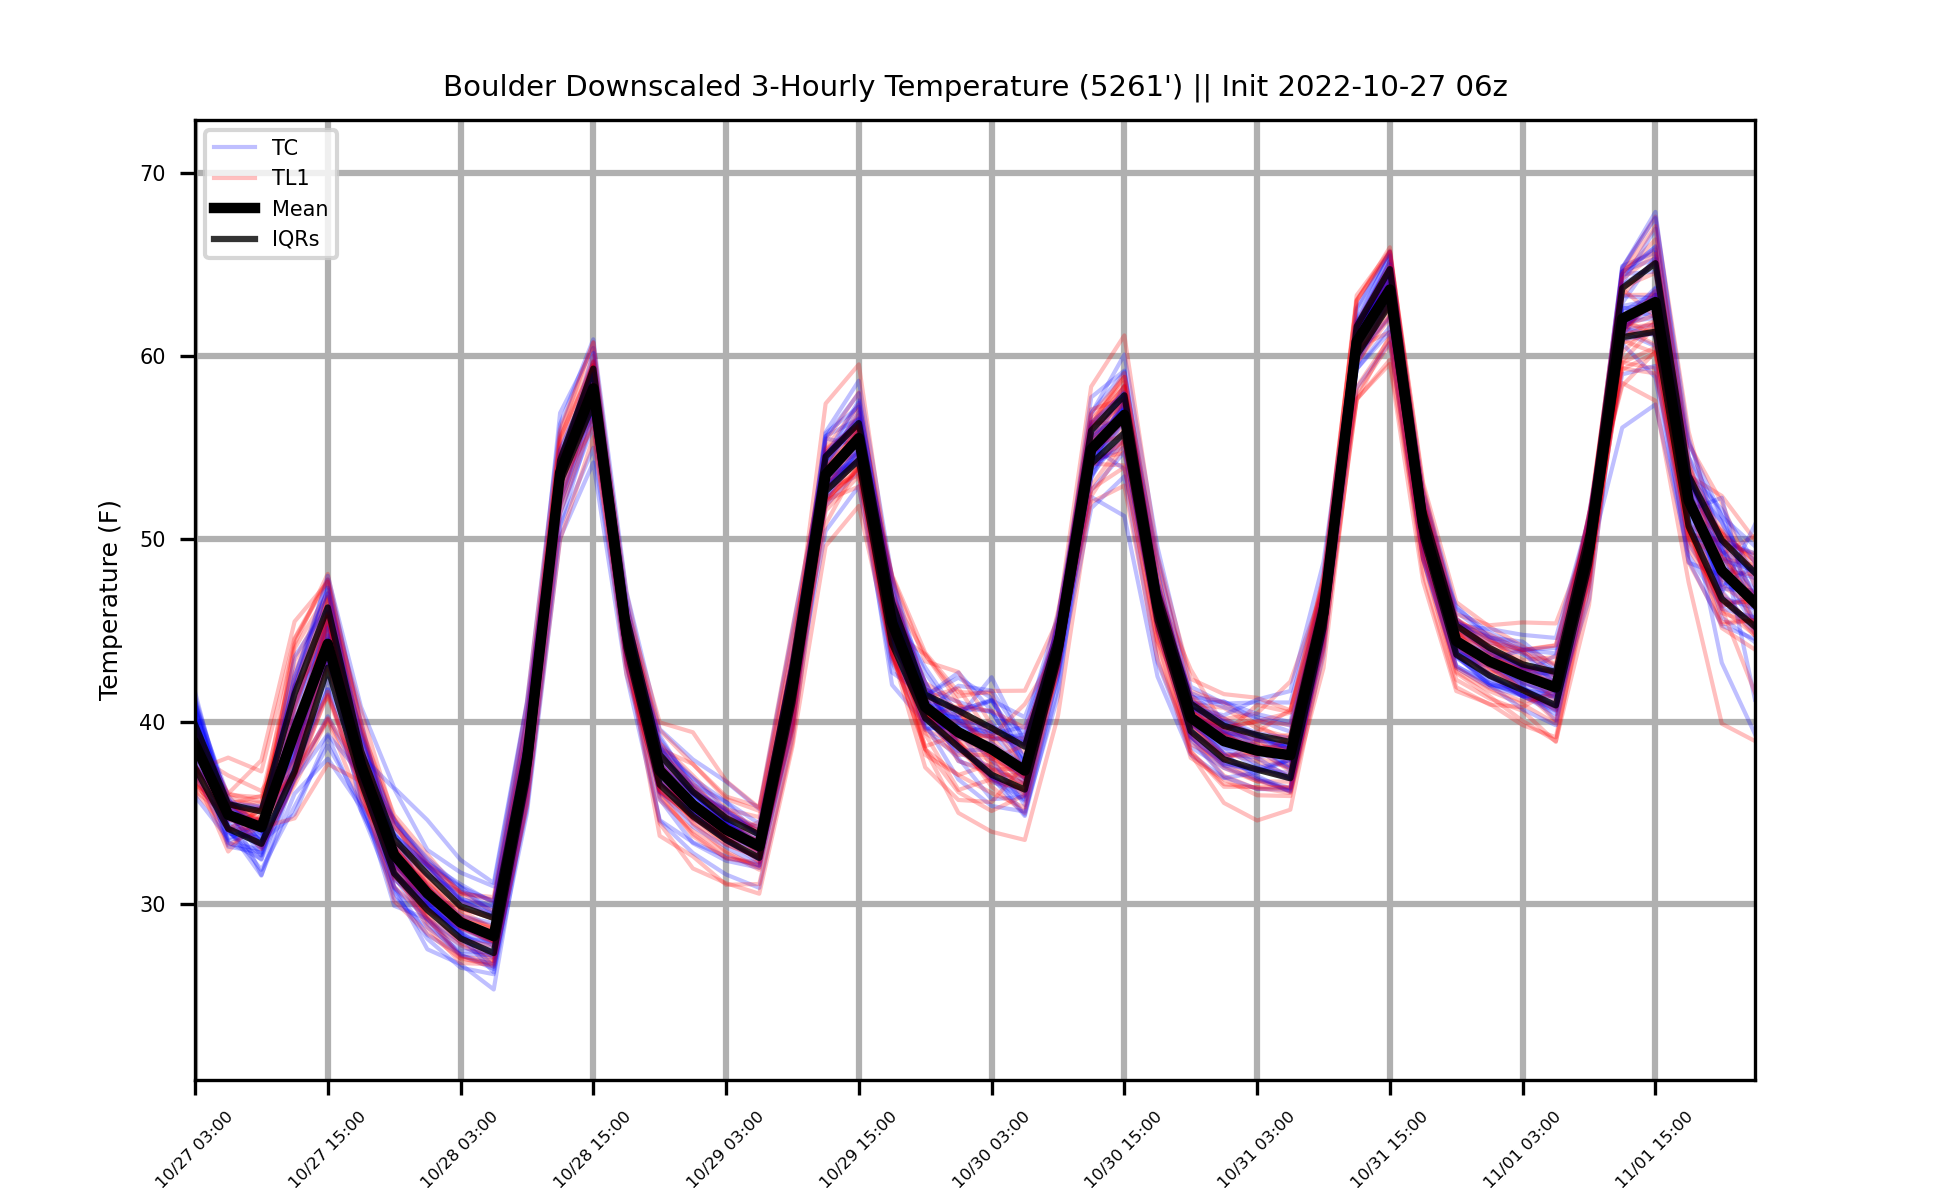 Boulder Downscaled 3-Hourly Temperature (5261') || Init 2022-10-27 06z
TC
TL1
Mean
IQRs
Temperature (F)
70
60
50
40
30
10/27 03:00
10/27 15:00
10/28 03:00
10/28 15:00
10/29 03:00
10/29 15:00
10/30 03:00
10/30 15:00
10/31 03:00
10/31 15:00
11/01 03:00
11/01 15:00